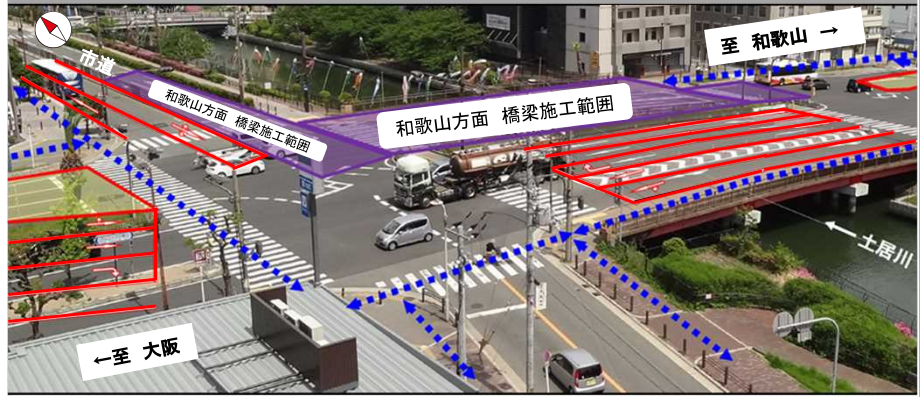 至 和歌山 →
市道
和歌山方面 橋梁施工範囲
和歌山方面 橋梁施工範囲
←土居川
←至 大阪